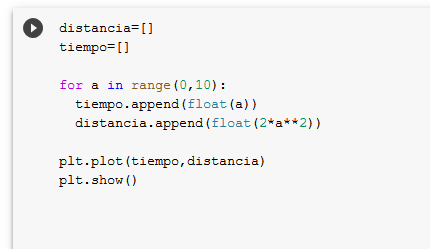 distancia=[]
tiempo=[]
for a in range(0,10):
  tiempo.append(float(a))
  distancia.append(float(2*a**2))
plt.plot(tiempo,distancia)
plt.show()